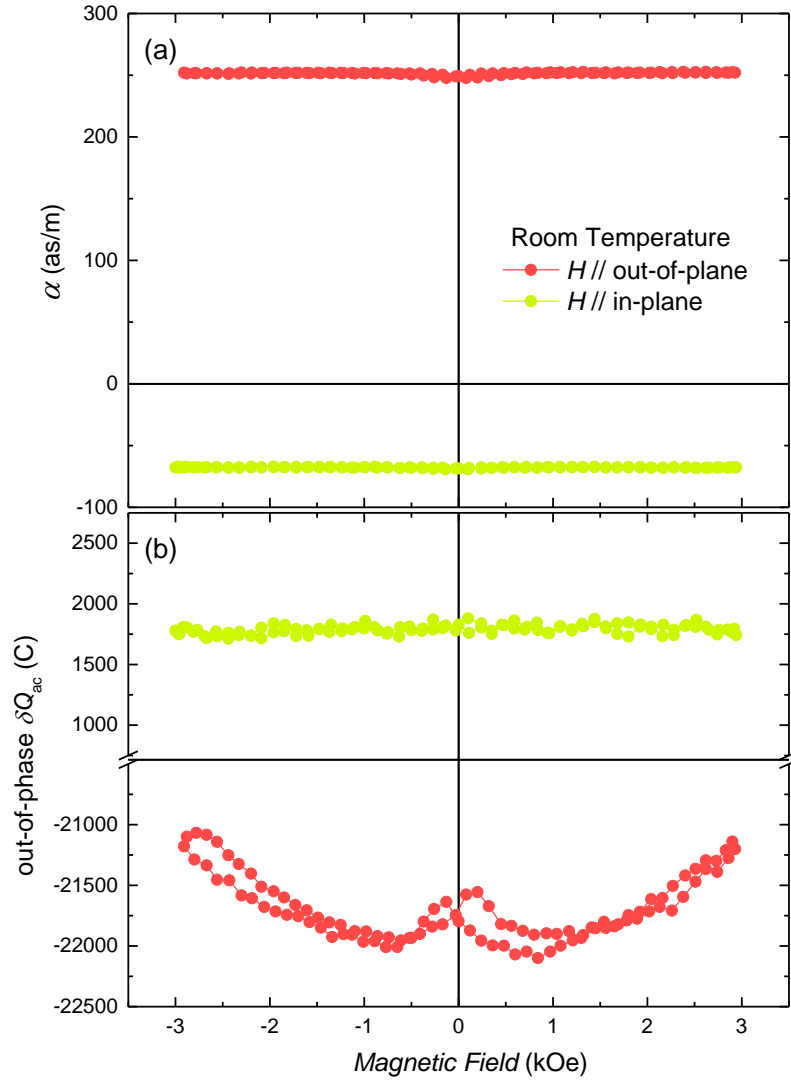 300
(a)
200
α (as/m)
Room Temperature
H // out-of-plane
100
H // in-plane
0
-100
(b)
2500
2000
1500
out-of-phase δQac (C)
1000
-21000
-21500
-22000
-22500
-3 -2 -1 0 1 2 3
Magnetic Field (kOe)